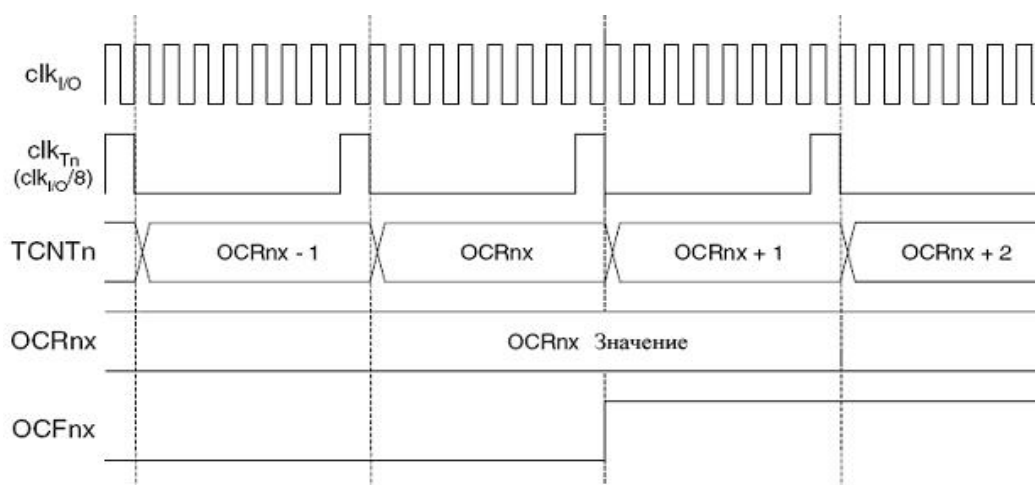 clkI/O
clkTn
(clkI/O/8)
TCNTn OCRnx - 1 OCRnx OCRnx + 1 OCRnx + 2
OCRnx OCRnx Значение
OCFnx